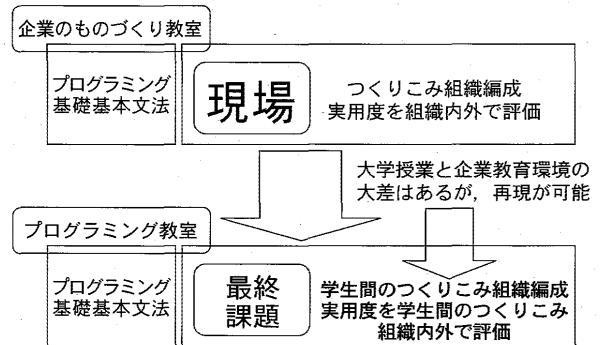 企業のものづくり教室
プログラミング
基礎基本文法
現場
つくりこみ組織編成
実用度を組織内外で評価
大学授業と企業教育環境の
大差はあるが,再現が可能
プログラミング教室
プログラミング
基礎基本文法
最終
課題
学生間のつくりこみ組織編成
実用度を学生間のつくりこみ
組織内外で評価